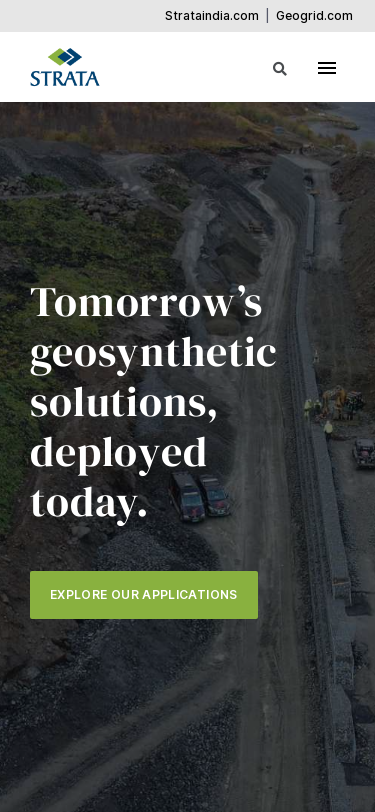 Strataindia.com | Geogrid.com
STRATA
Tomorrow’s
geosynthetic
solutions,
deployed
today.
EXPLORE OUR APPLICATIONS